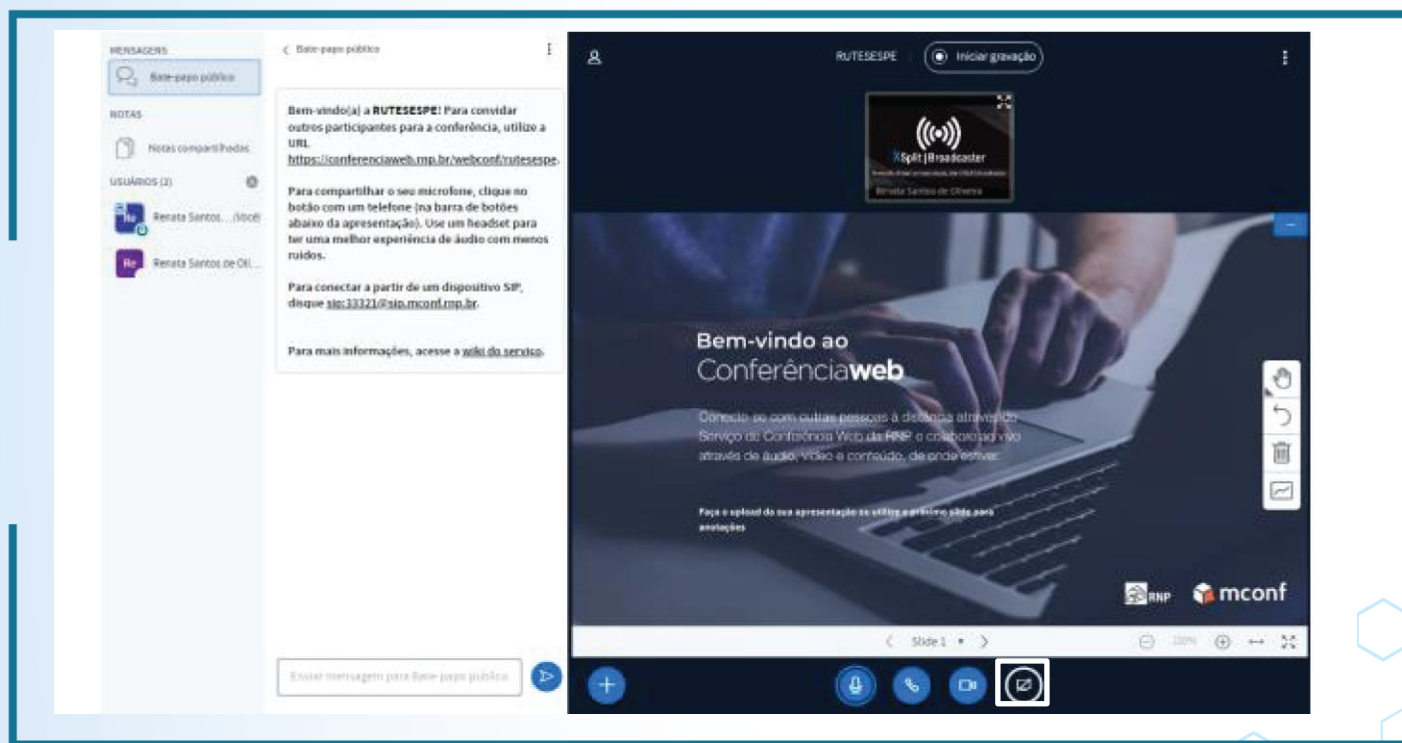 MENSAGENS
Bate-papo público
NOTAS
Notas compartilhadas
USUÁRIOS (2)
Re
Renata Santos... (Você)
Re
Renata Santos de Oli...
Bate-papo público
Bem-vindo(a) a RUTESESPE! Para convidar
outros participantes para a conferência, utilize a
URL
https://conferenciaweb.rnp.br/webconf/rutesespe.
Para compartilhar o seu microfone, clique no
botão com um telefone (na barra de botões
abaixo da apresentação). Use um headset para
ter uma melhor experiência de áudio com menos
ruídos.
Para conectar a partir de um dispositivo SIP,
disque sip:33321@sip.mconf.rnp.br.
Para mais informações, acesse a wiki do serviço.
Enviar mensagem para Bate-papo público
RUTESESPE
Iniciar gravação
XSplit|Broadcaster
Renata Santos de Oliveira
Bem-vindo ao
Conferênciaweb
Conecte-se com outras pessoas à distância através do
Serviço de Conferência Web da RNP e colabore ao vivo
através de áudio, vídeo e conteúdo, de onde estiver.
Faça o upload da sua apresentação ou utilize o próximo slide para
anotações
RNP
mconf
Slide 1
100%